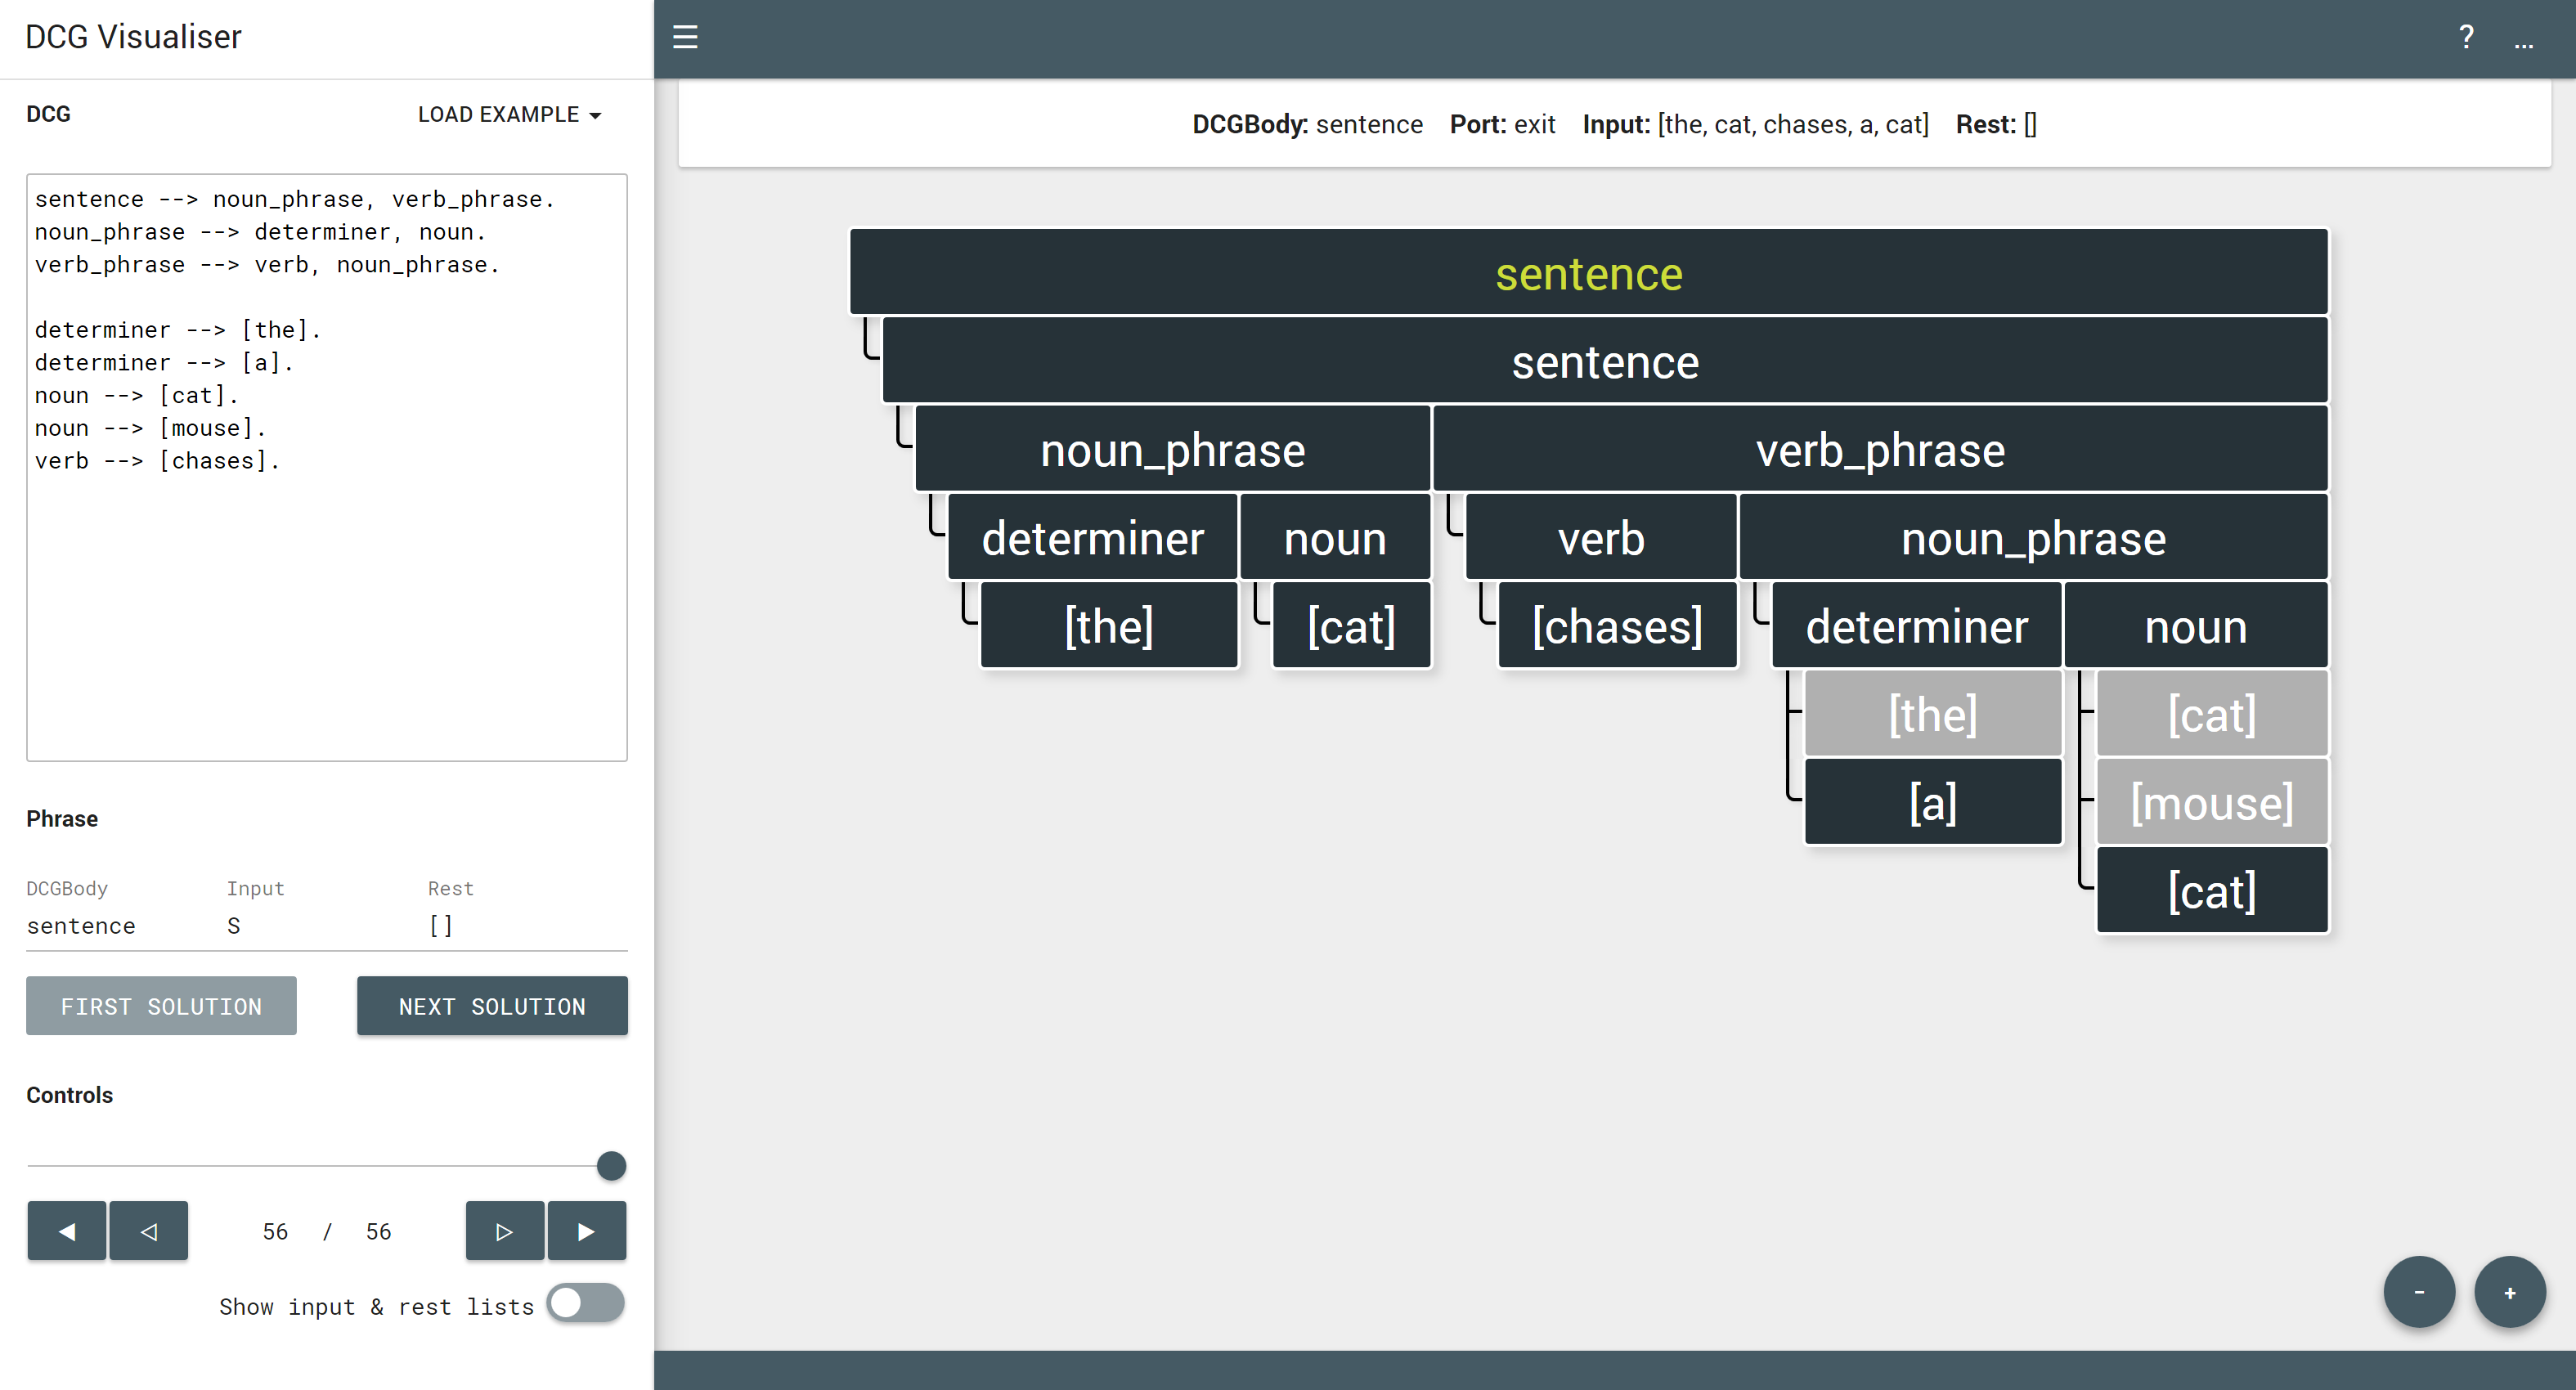 DCG Visualiser
☰
? ...
DCG LOAD EXAMPLE
sentence --> noun_phrase, verb_phrase.
noun_phrase --> determiner, noun.
verb_phrase --> verb, noun_phrase.
determiner --> [the].
determiner --> [a].
noun --> [cat].
noun --> [mouse].
verb --> [chases].
Phrase
DCGBody Input Rest
sentence S []
FIRST SOLUTION NEXT SOLUTION
Controls
56 / 56
Show input & rest lists
DCGBody: sentence Port: exit Input: [the, cat, chases, a, cat] Rest: []
sentence
sentence
noun_phrase verb_phrase
determiner noun verb noun_phrase
[the] [cat] [chases] determiner noun
[the] [cat]
[a] [mouse]
[cat]
- +